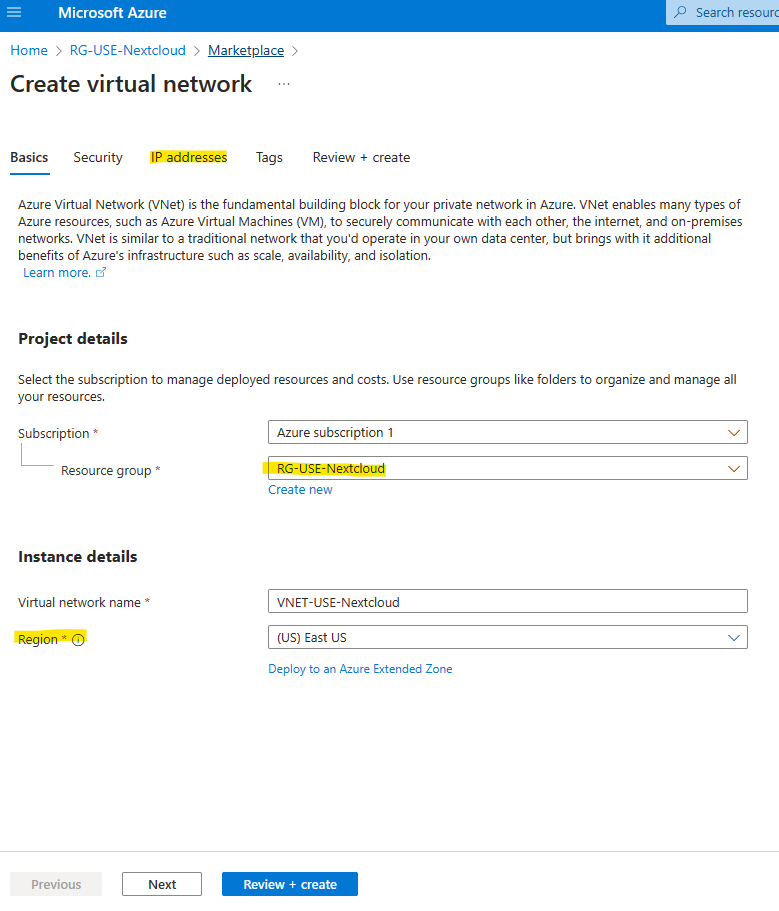 Microsoft Azure
Search resourc
Home > RG-USE-Nextcloud > Marketplace >
Create virtual network ...
Basics Security IP addresses Tags Review + create
Azure Virtual Network (VNet) is the fundamental building block for your private network in Azure. VNet enables many types of
Azure resources, such as Azure Virtual Machines (VM), to securely communicate with each other, the internet, and on-premises
networks. VNet is similar to a traditional network that you'd operate in your own data center, but brings with it additional
benefits of Azure's infrastructure such as scale, availability, and isolation.
Learn more.
Project details
Select the subscription to manage deployed resources and costs. Use resource groups like folders to organize and manage all
your resources.
Subscription * Azure subscription 1
Resource group * RG-USE-Nextcloud
Create new
Instance details
Virtual network name * VNET-USE-Nextcloud
Region * (US) East US
Deploy to an Azure Extended Zone
Previous Next Review + create